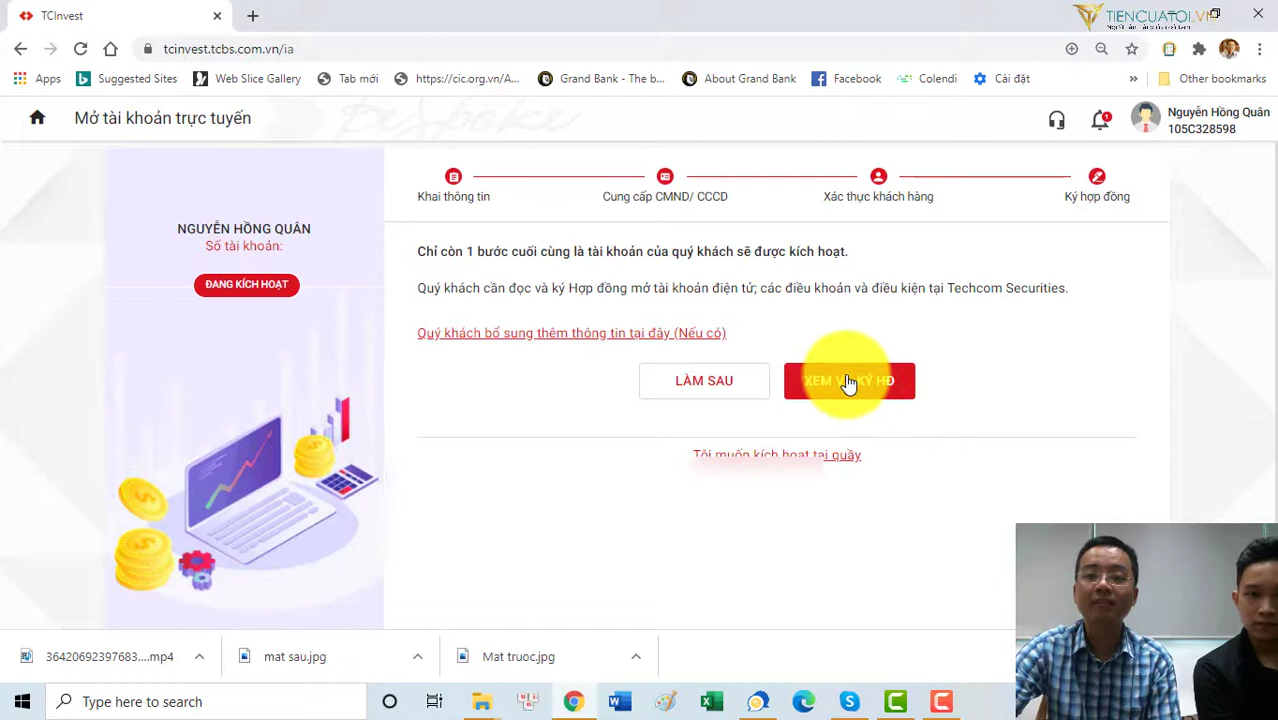 TCInvest
TIENCUATOI.VN
tcinvest.tcbs.com.vn/ia
Apps
Suggested Sites
Web Slice Gallery
Tab mới
https://cic.org.vn/A...
Grand Bank - The b...
About Grand Bank
Facebook
Colendi
Cài đặt
Other bookmarks
Mở tài khoản trực tuyến
1
Nguyễn Hồng Quân
105C328598
Khai thông tin
Cung cấp CMND/ CCCD
Xác thực khách hàng
Ký hợp đồng
NGUYỄN HỒNG QUÂN
Số tài khoản:
ĐANG KÍCH HOẠT
Chỉ còn 1 bước cuối cùng là tài khoản của quý khách sẽ được kích hoạt.
Quý khách cần đọc và ký Hợp đồng mở tài khoản điện tử; các điều khoản và điều kiện tại Techcom Securities.
Quý khách bổ sung thêm thông tin tại đây (Nếu có)
LÀM SAU
XEM VÀ KÝ HĐ
Tôi muốn kích hoạt tại quầy
36420692397683....mp4
mat sau.jpg
Mat truoc.jpg
Type here to search